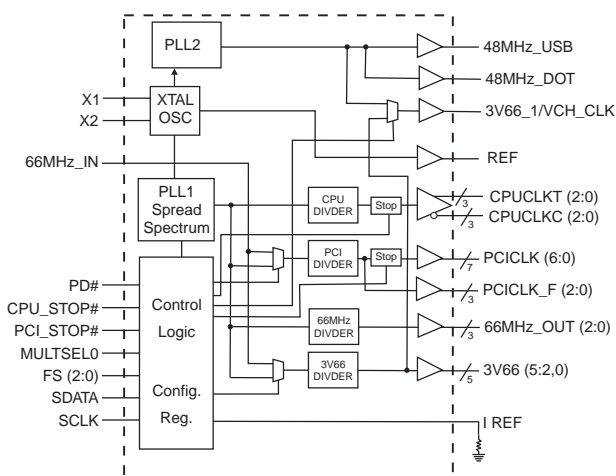 PLL2
48MHz_USB
48MHz_DOT
X1
X2
XTAL
OSC
3V66_1/VCH_CLK
66MHz_IN
REF
PLL1
Spread
Spectrum
CPU
DIVDER
Stop
3
CPUCLKT (2:0)
3
CPUCLKC (2:0)
PCI
DIVDER
Stop
7
PCICLK (6:0)
PD#
CPU_STOP#
PCI_STOP#
MULTSEL0
FS (2:0)
SDATA
SCLK
Control
Logic
Config.
Reg.
3
PCICLK_F (2:0)
66MHz
DIVDER
3
66MHz_OUT (2:0)
3V66
DIVDER
5
3V66 (5:2,0)
I REF